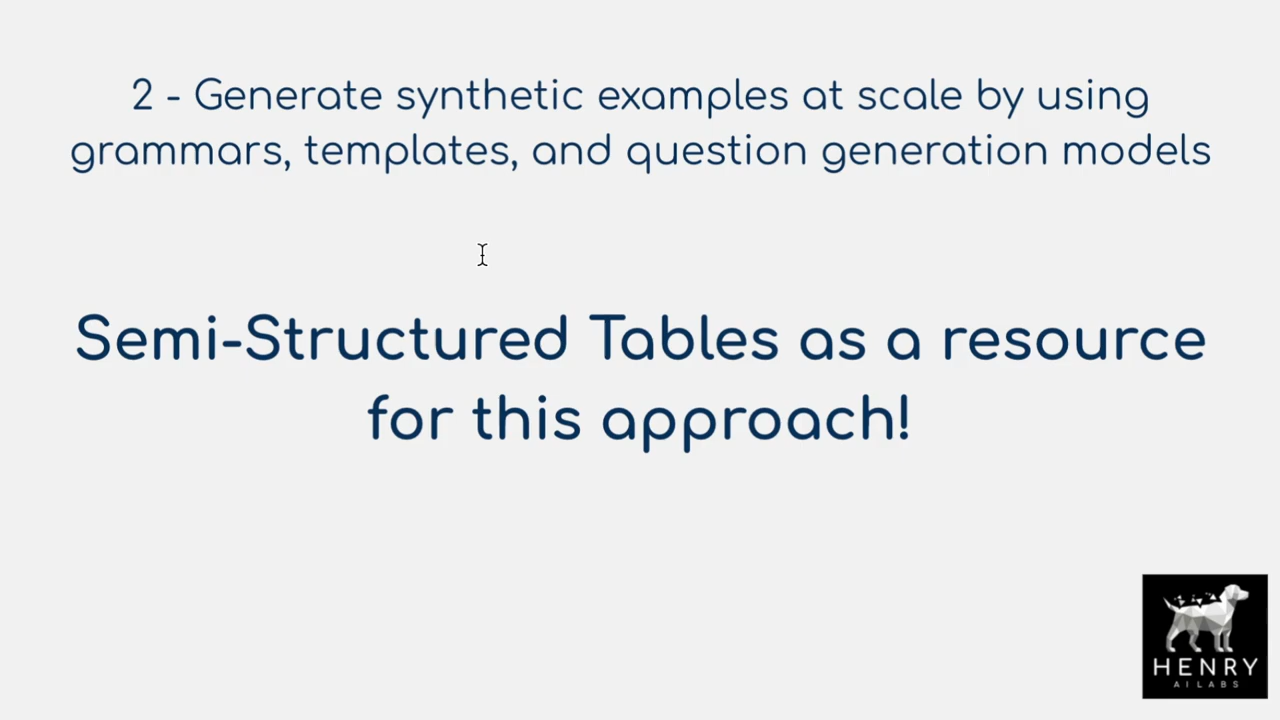 2 - Generate synthetic examples at scale by using
grammars, templates, and question generation models
Semi-Structured Tables as a resource
for this approach!
HENRY
AI LABS